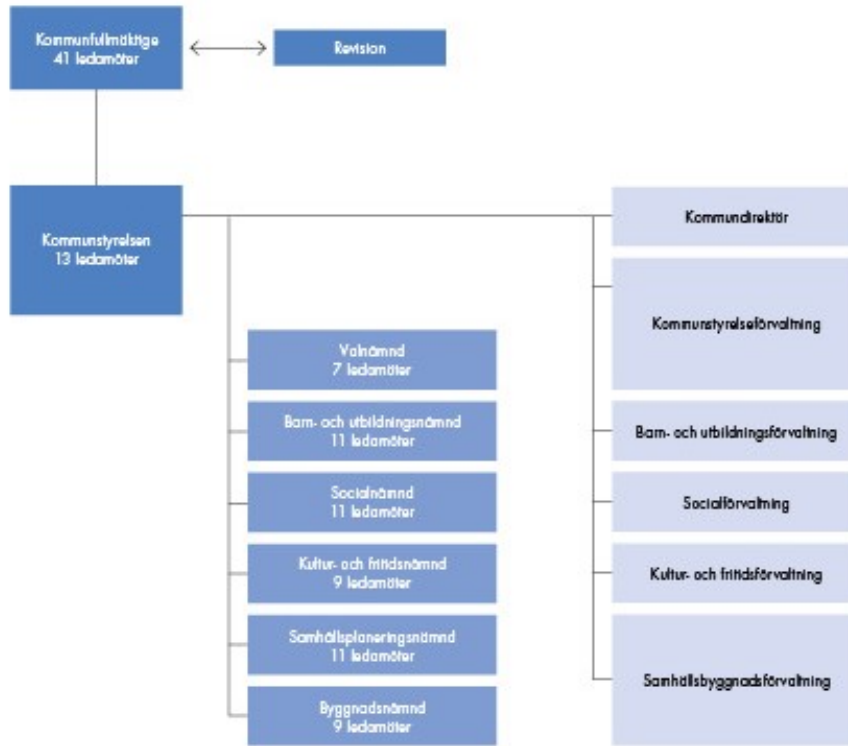 Kommunfullmäktige
41 ledamöter
Revision
Kommunstyrelsen
13 ledamöter
Kommundirektör
Kommunstyrelseförvaltning
Valnämnd
7 ledamöter
Barn- och utbildningsnämnd
11 ledamöter
Barn- och utbildningsförvaltning
Socialnämnd
11 ledamöter
Socialförvaltning
Kultur- och fritidsnämnd
9 ledamöter
Kultur- och fritidsförvaltning
Samhällsplaneringsnämnd
11 ledamöter
Samhällsbyggnadsförvaltning
Byggnadsnämnd
9 ledamöter